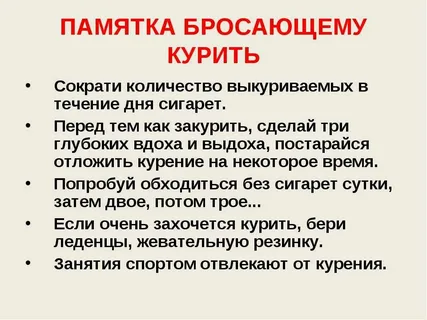 ПАМЯТКА БРОСАЮЩЕМУ
КУРИТЬ
• Сократи количество выкуриваемых в
течение дня сигарет.
• Перед тем как закурить, сделай три
глубоких вдоха и выдоха, постарайся
отложить курение на некоторое время.
• Попробуй обходиться без сигарет сутки,
затем двое, потом трое...
• Если очень захочется курить, бери
леденцы, жевательную резинку.
• Занятия спортом отвлекают от курения.